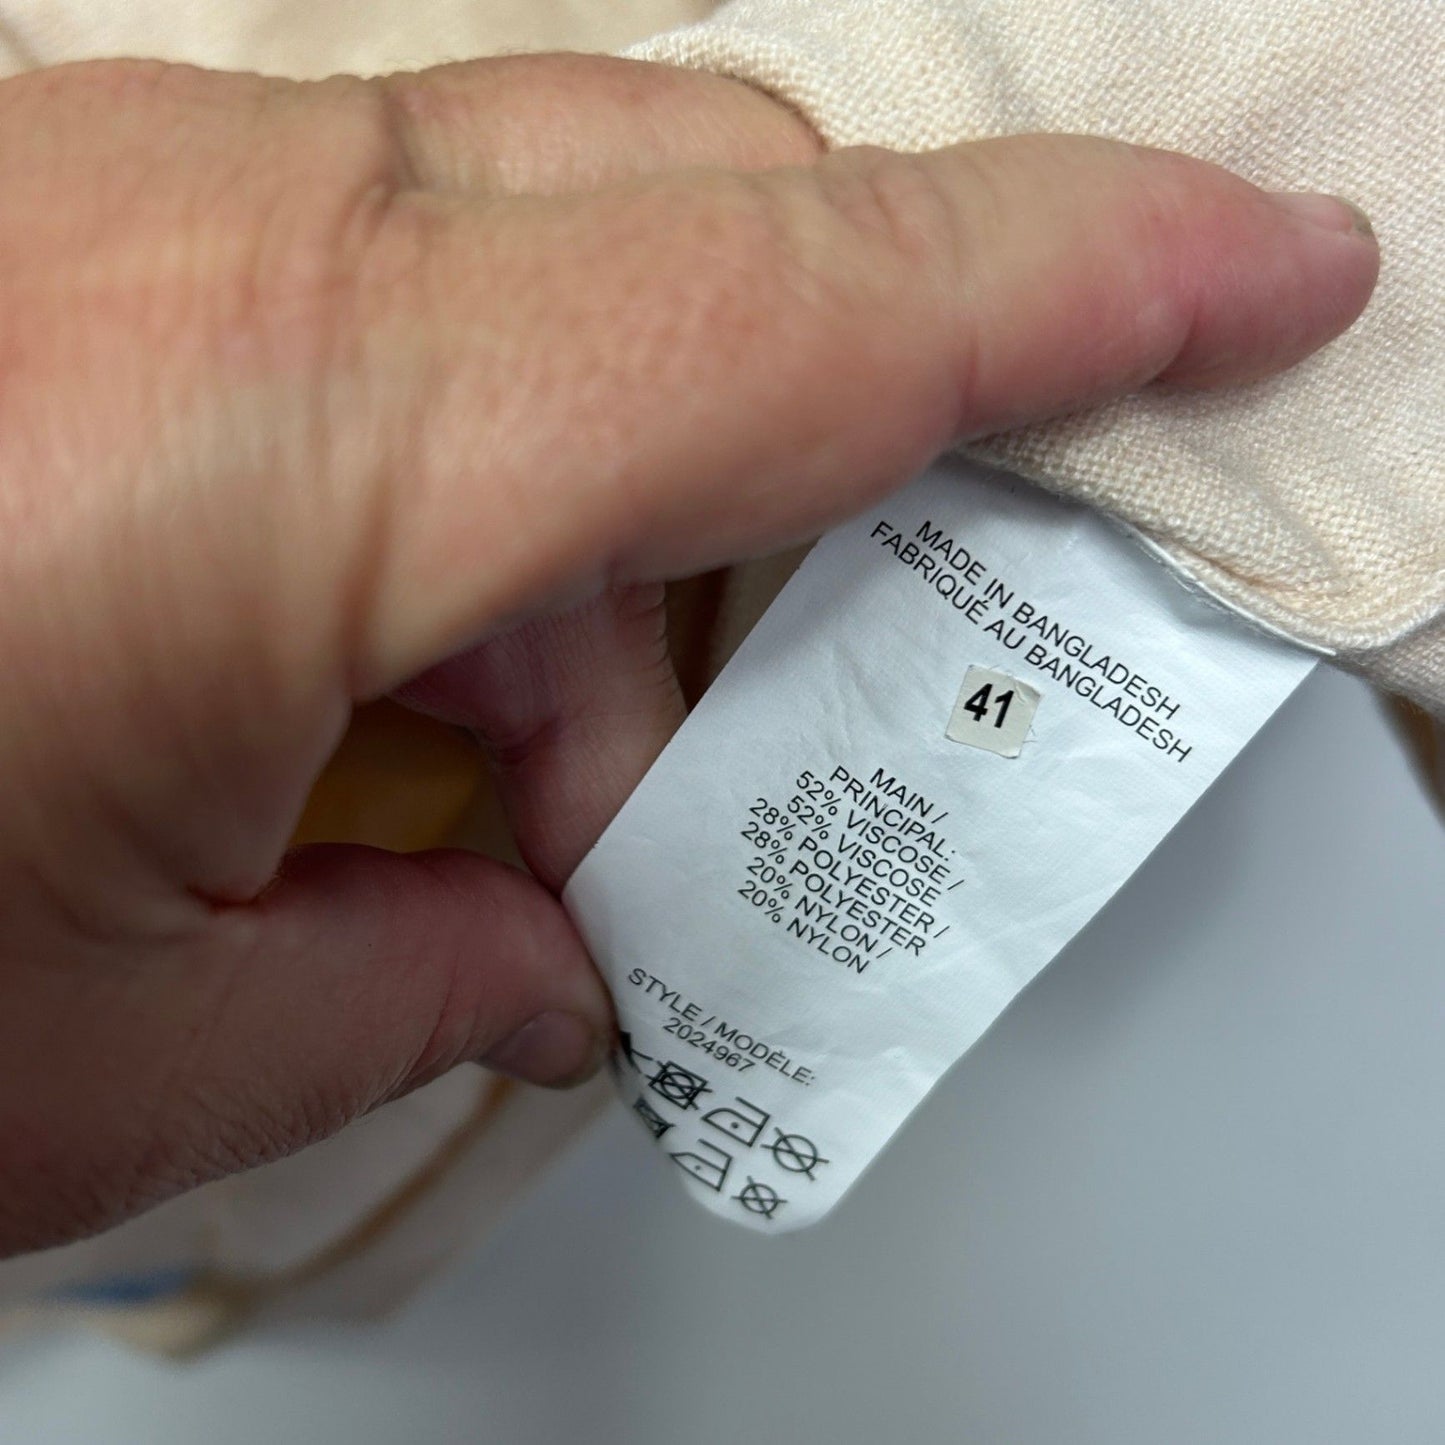 MADE IN BANGLADESH
FABRIQUÉ AU BANGLADESH
41
MAIN /
PRINCIPAL:
52% VISCOSE /
52% VISCOSE
28% POLYESTER /
28% POLYESTER
20% NYLON /
20% NYLON
STYLE / MODÈLE:
2024967